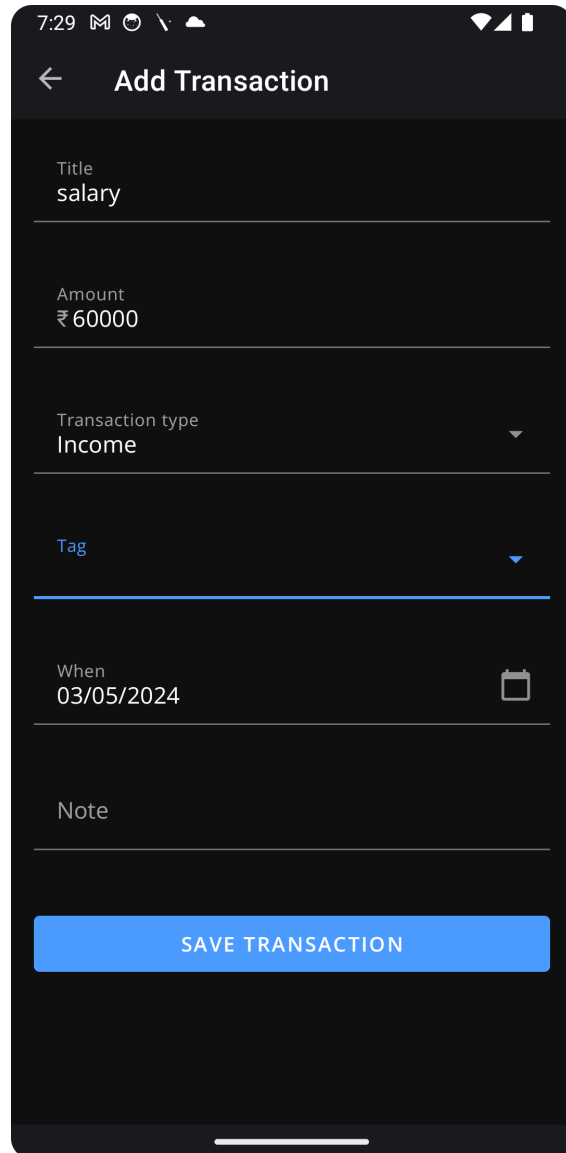 7:29
Add Transaction
Title
salary
Amount
₹60000
Transaction type
Income
Tag
When
03/05/2024
Note
SAVE TRANSACTION